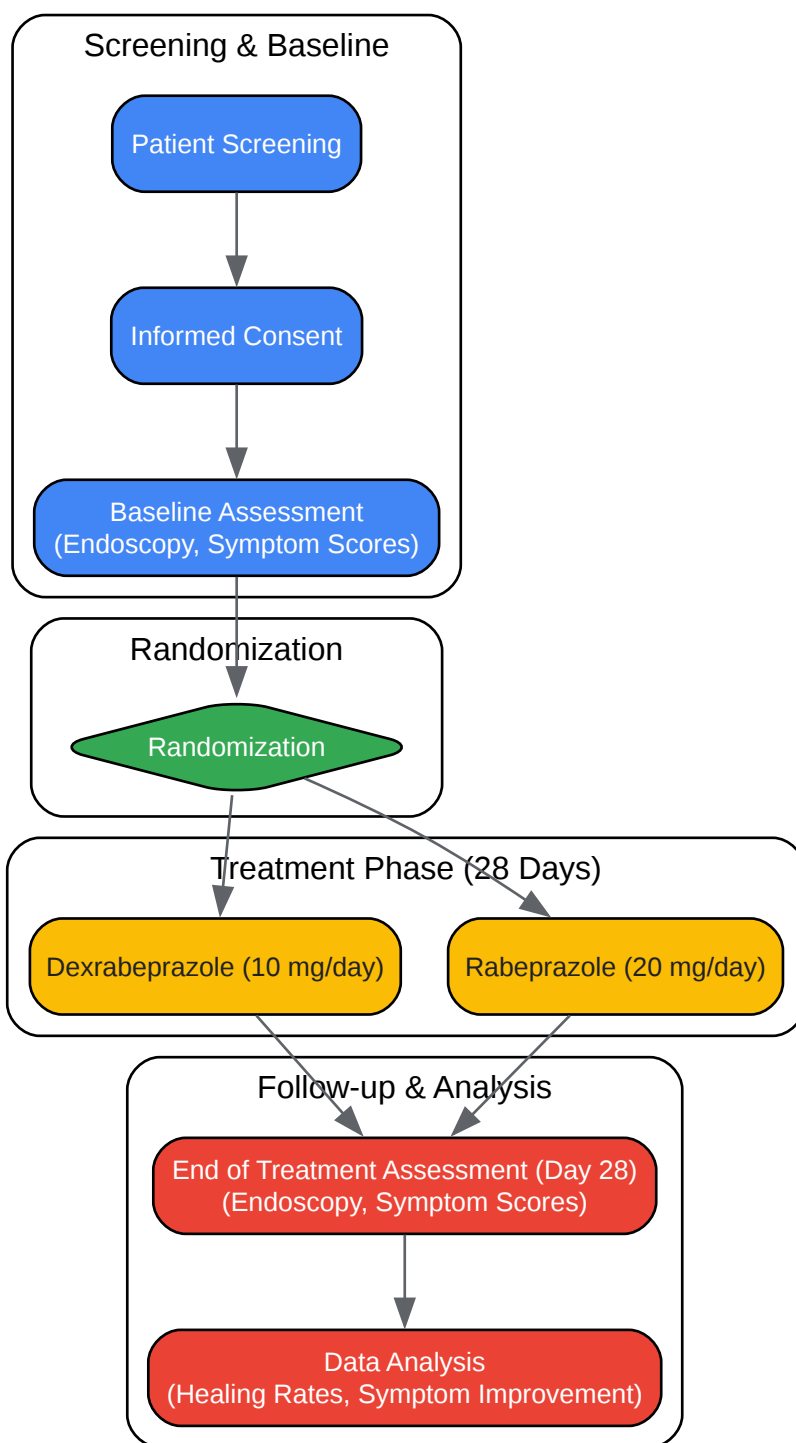 Screening & Baseline
Patient Screening
Informed Consent
Baseline Assessment
(Endoscopy, Symptom Scores)
Randomization
Randomization
Treatment Phase (28 Days)
Dexrabeprazole (10 mg/day)
Rabeprazole (20 mg/day)
Follow-up & Analysis
End of Treatment Assessment (Day 28)
(Endoscopy, Symptom Scores)
Data Analysis
(Healing Rates, Symptom Improvement)